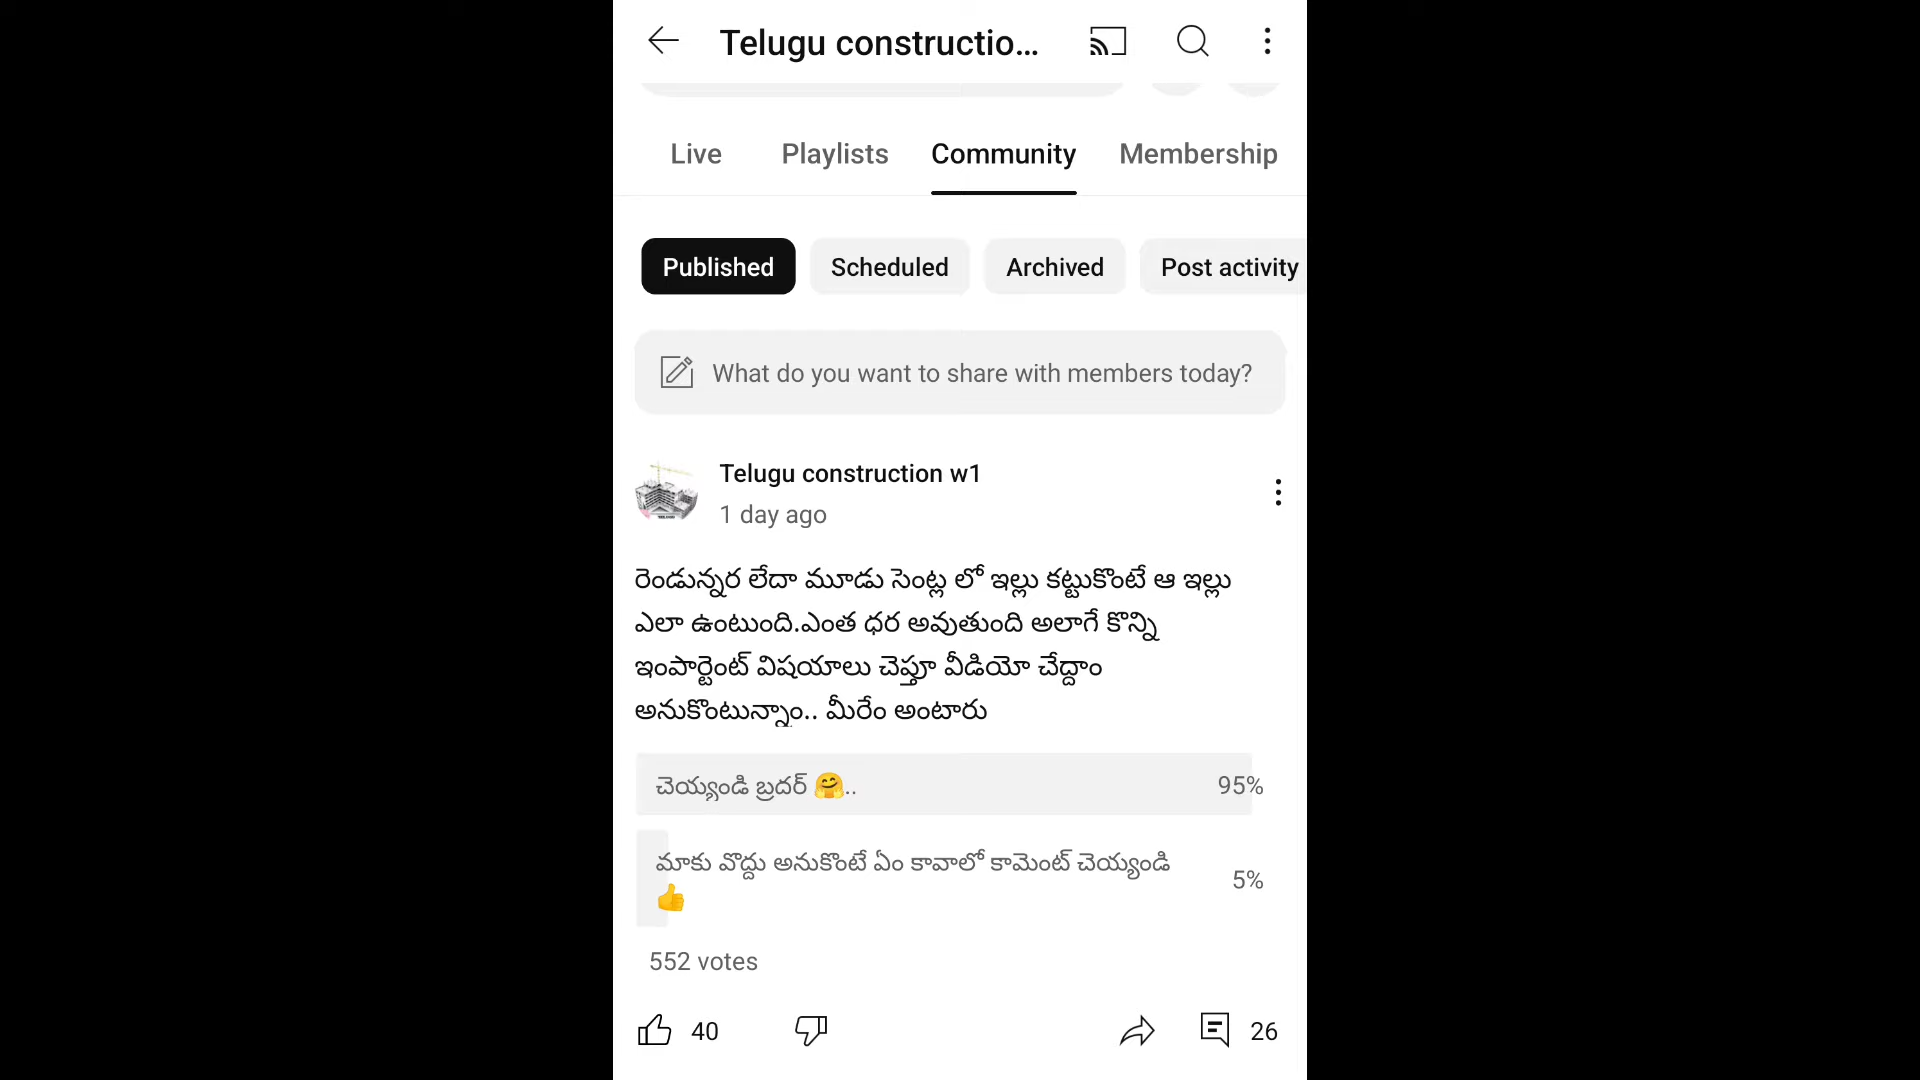 Telugu constructio...
Live Playlists Community Membership
Published Scheduled Archived Post activity
What do you want to share with members today?
Telugu construction w1
1 day ago
రెండున్నర లేదా మూడు సెంట్ల లో ఇల్లు కట్టుకొంటే ఆ ఇల్లు
ఎలా ఉంటుంది.ఎంత ధర అవుతుంది అలాగే కొన్ని
ఇంపార్టెంట్ విషయాలు చెప్తూ వీడియో చేద్దాం
అనుకొంటున్నాం.. మీరేం అంటారు
చెయ్యండి బ్రదర్ 🤗.. 95%
మాకు వొద్దు అనుకొంటే ఏం కావాలో కామెంట్ చెయ్యండి
👍 5%
552 votes
40 26